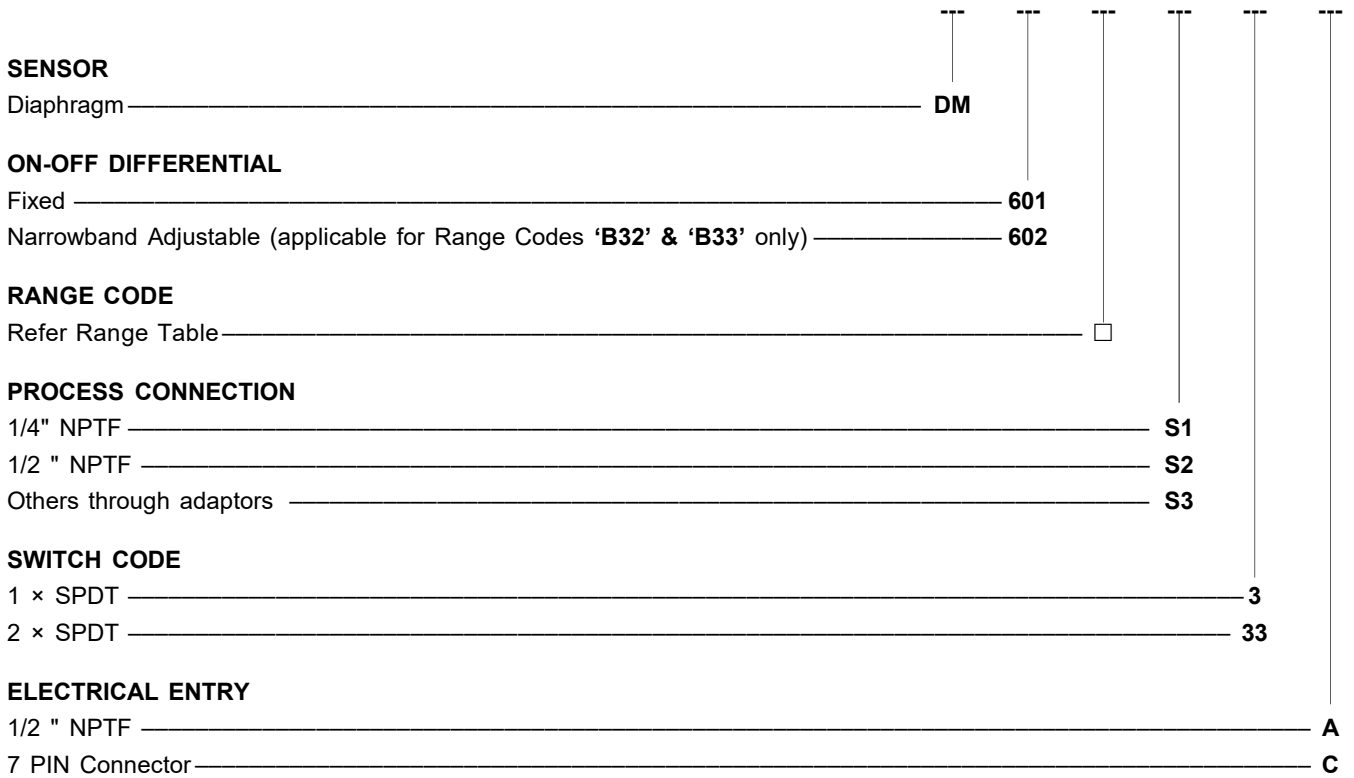 --- --- --- --- --- ---
SENSOR
Diaphragm DM
ON-OFF DIFFERENTIAL
Fixed 601
Narrowband Adjustable (applicable for Range Codes ‘B32’ & ‘B33’ only) 602
RANGE CODE
Refer Range Table □
PROCESS CONNECTION
1/4" NPTF S1
1/2 " NPTF S2
Others through adaptors S3
SWITCH CODE
1 × SPDT 3
2 × SPDT 33
ELECTRICAL ENTRY
1/2 " NPTF A
7 PIN Connector C